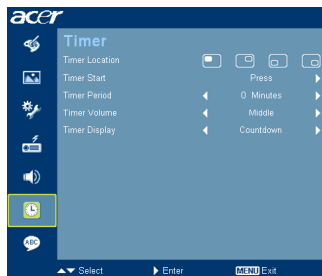 acer
Timer
Timer Location
Timer Start Press
Timer Period 0 Minutes
Timer Volume Middle
Timer Display Countdown
ABC
Select Enter MENU Exit